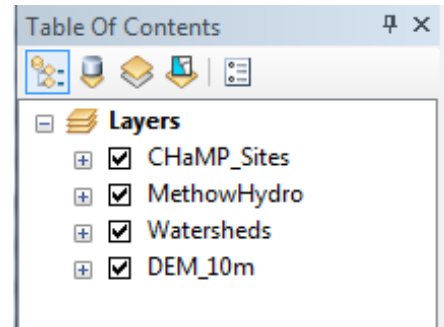 Table Of Contents
Layers
CHaMP_Sites
MethowHydro
Watersheds
DEM_10m